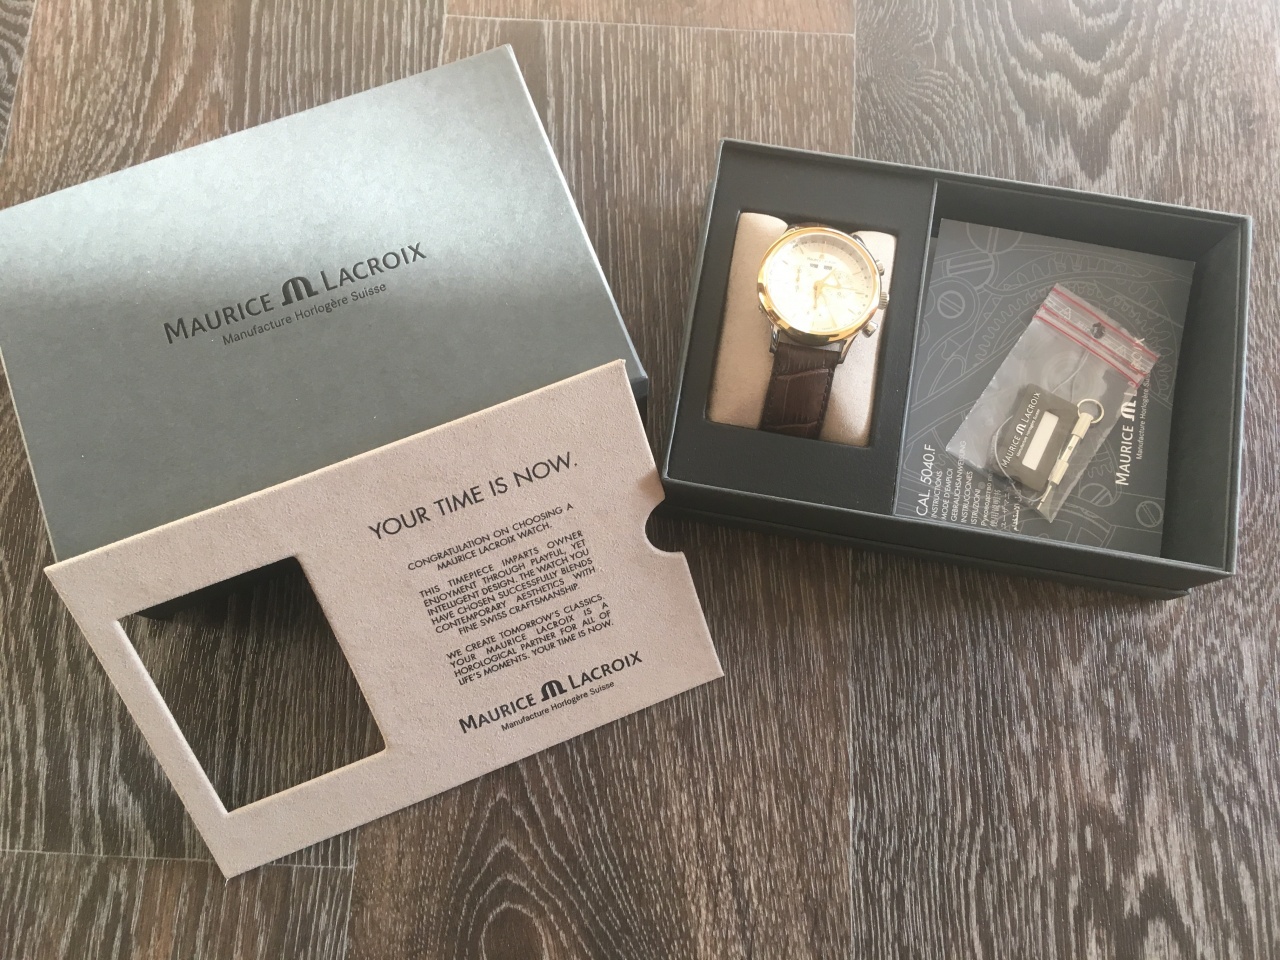 MAURICE LACROIX
Manufacture Horlogère Suisse
YOUR TIME IS NOW.
CONGRATULATION ON CHOOSING A
MAURICE LACROIX WATCH.
THIS TIMEPIECE IMPARTS OWNER
ENJOYMENT THROUGH PLAYFUL, YET
INTELLIGENT DESIGN. THE WATCH YOU
HAVE CHOSEN SUCCESSFULLY BLENDS
CONTEMPORARY AESTHETICS WITH
FINE SWISS CRAFTSMANSHIP.
WE CREATE TOMORROW'S CLASSICS.
YOUR MAURICE LACROIX IS A
HOROLOGICAL PARTNER FOR ALL OF
LIFE'S MOMENTS. YOUR TIME IS NOW.
MAURICE LACROIX
Manufacture Horlogère Suisse
CAL. 5040.F
INSTRUCTIONS
MODE D'EMPLOI
GEBRAUCHSANWEISUNG
INSTRUCCIONES
ISTRUZIONI
MAURICE LACROIX
MAURICE LACROIX